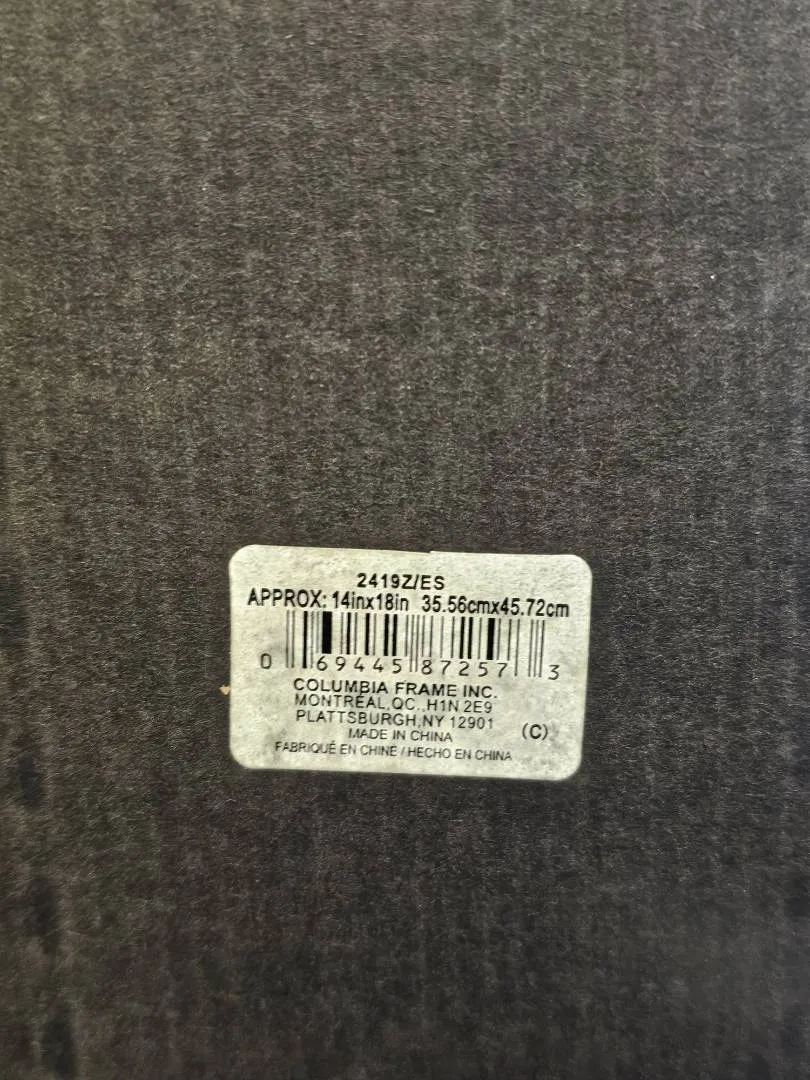 2419Z/ES
APPROX: 14inx18in 35.56cmx45.72cm
0 69445 87257 3
COLUMBIA FRAME INC.
MONTRÉAL,QC.,H1N 2E9
PLATTSBURGH,NY 12901
(C)
MADE IN CHINA
FABRIQUÉ EN CHINE / HECHO EN CHINA